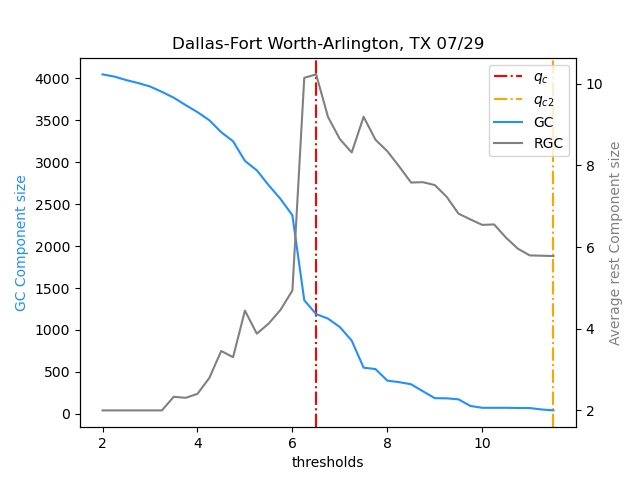 Dallas-Fort Worth-Arlington, TX 07/29
GC Component size
4000
3500
3000
2500
2000
1500
1000
500
0
2
4
6
8
10
thresholds
10
8
6
4
2
Average rest Component size
q_c
q_c2
GC
RGC